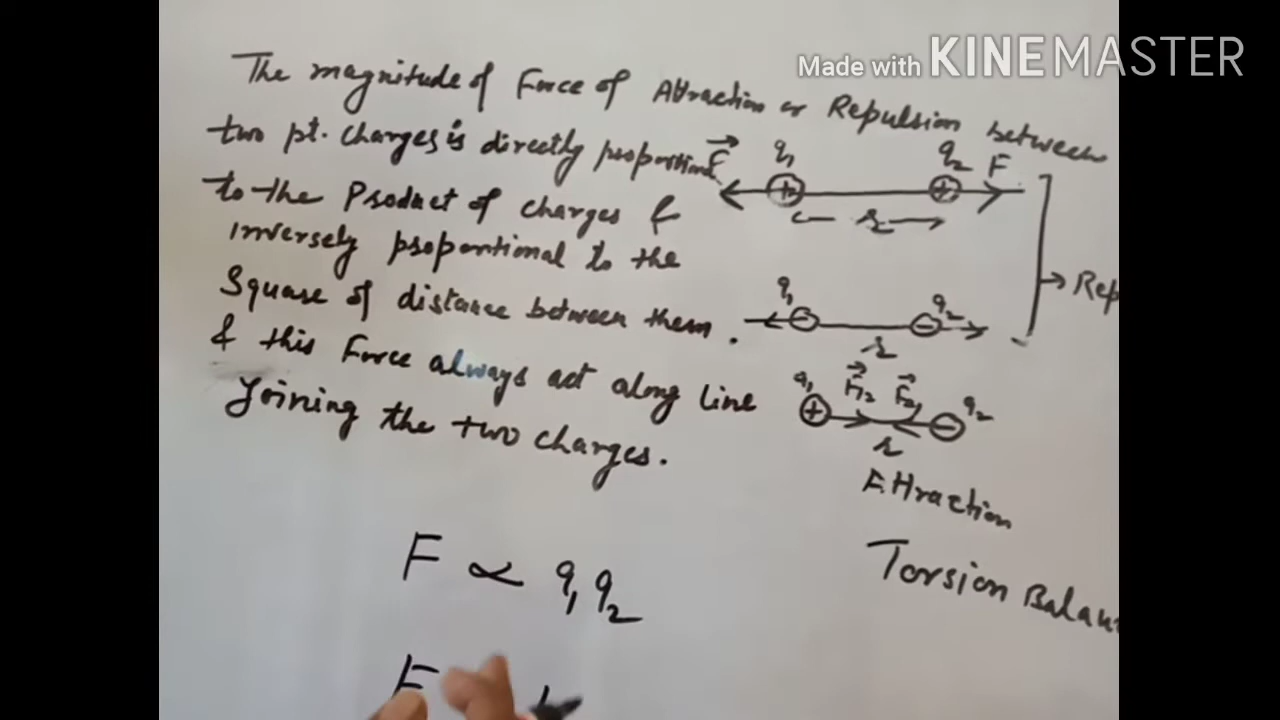 Made with KINEMASTER
The magnitude of Force of Attraction or Repulsion between
two pt. charges is directly proportional
to the Product of charges &
inversely proportional to the
Square of distance between them.
& this Force always act along line
Joining the two charges.
F ∝ q₁q₂
F
F q₁ q₂ F
+ +
r
Rep
q₁ q₂
- -
r
q₁ F₁₂ F₂₁ q₂
+ -
r
Attraction
Torsion Balan